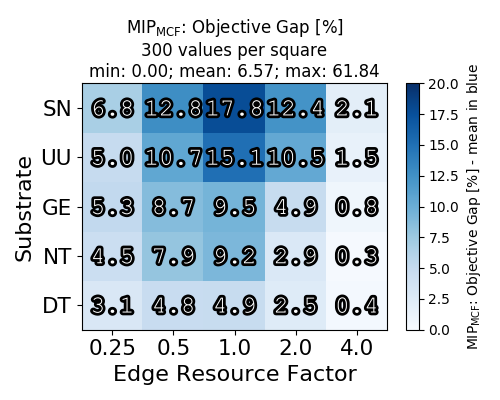 MIP_MCF: Objective Gap [%]
300 values per square
min: 0.00; mean: 6.57; max: 61.84
Substrate
SN 6.8 12.8 17.8 12.4 2.1
UU 5.0 10.7 15.1 10.5 1.5
GE 5.3 8.7 9.5 4.9 0.8
NT 4.5 7.9 9.2 2.9 0.3
DT 3.1 4.8 4.9 2.5 0.4
0.25 0.5 1.0 2.0 4.0
Edge Resource Factor
20.0
17.5
15.0
12.5
10.0
7.5
5.0
2.5
0.0
MIP_MCF: Objective Gap [%] - mean in blue